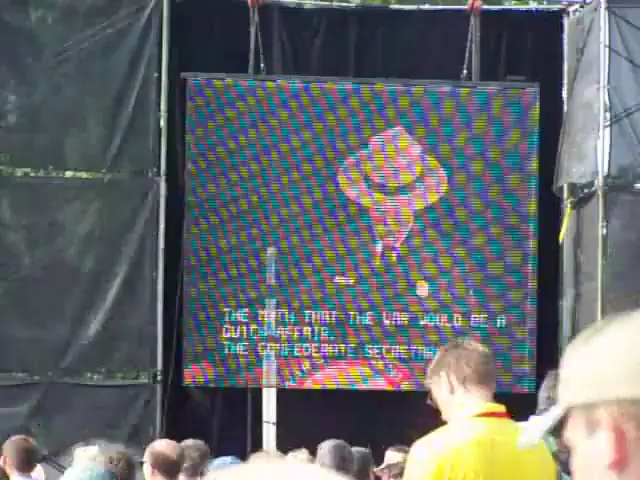 THE MYTH THAT THE WAR WOULD BE A
QUICK AFFAIR.
THE CONFEDERATE SECRETARY